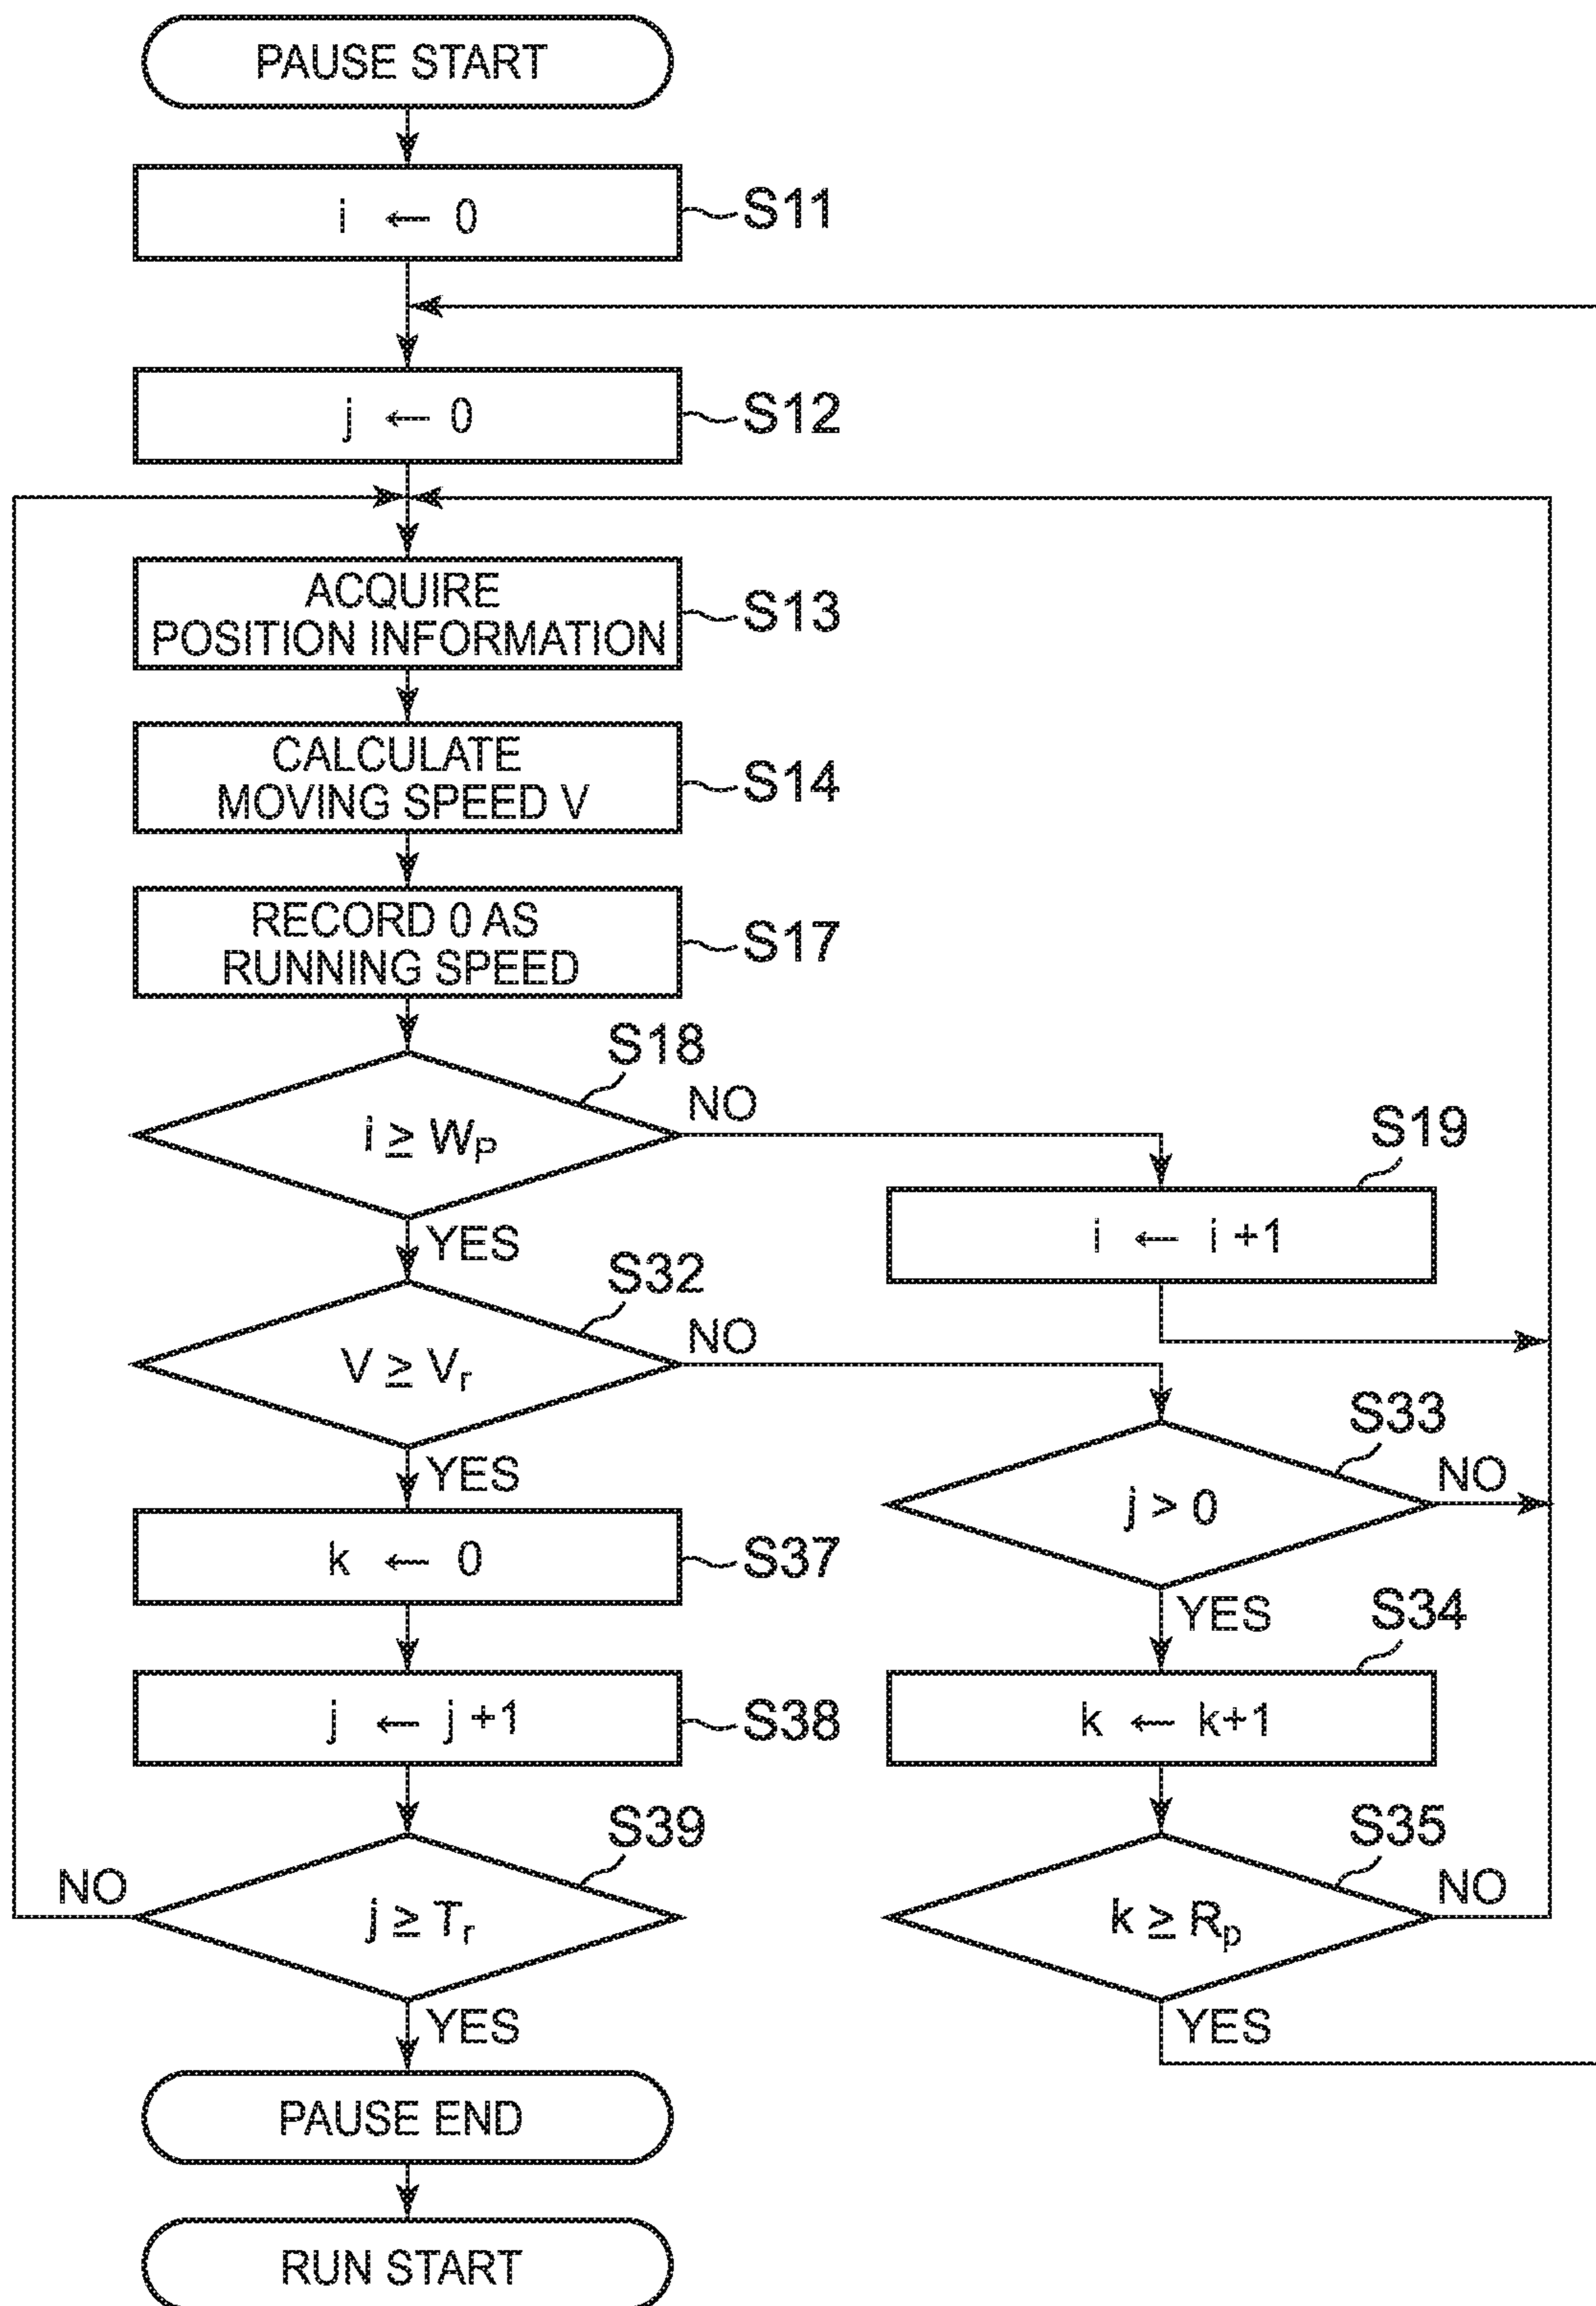 PAUSE START
i ← 0
S11
j ← 0
S12
ACQUIRE
POSITION INFORMATION
S13
CALCULATE
MOVING SPEED V
S14
RECORD 0 AS
RUNNING SPEED
S17
S18
i ≥ WP
NO
YES
S19
i ← i +1
S32
V ≥ Vr
NO
YES
S33
j > 0
NO
YES
k ← 0
S37
S34
k ← k+1
j ← j +1
S38
S39
j ≥ Tr
NO
YES
S35
k ≥ Rp
NO
YES
PAUSE END
RUN START